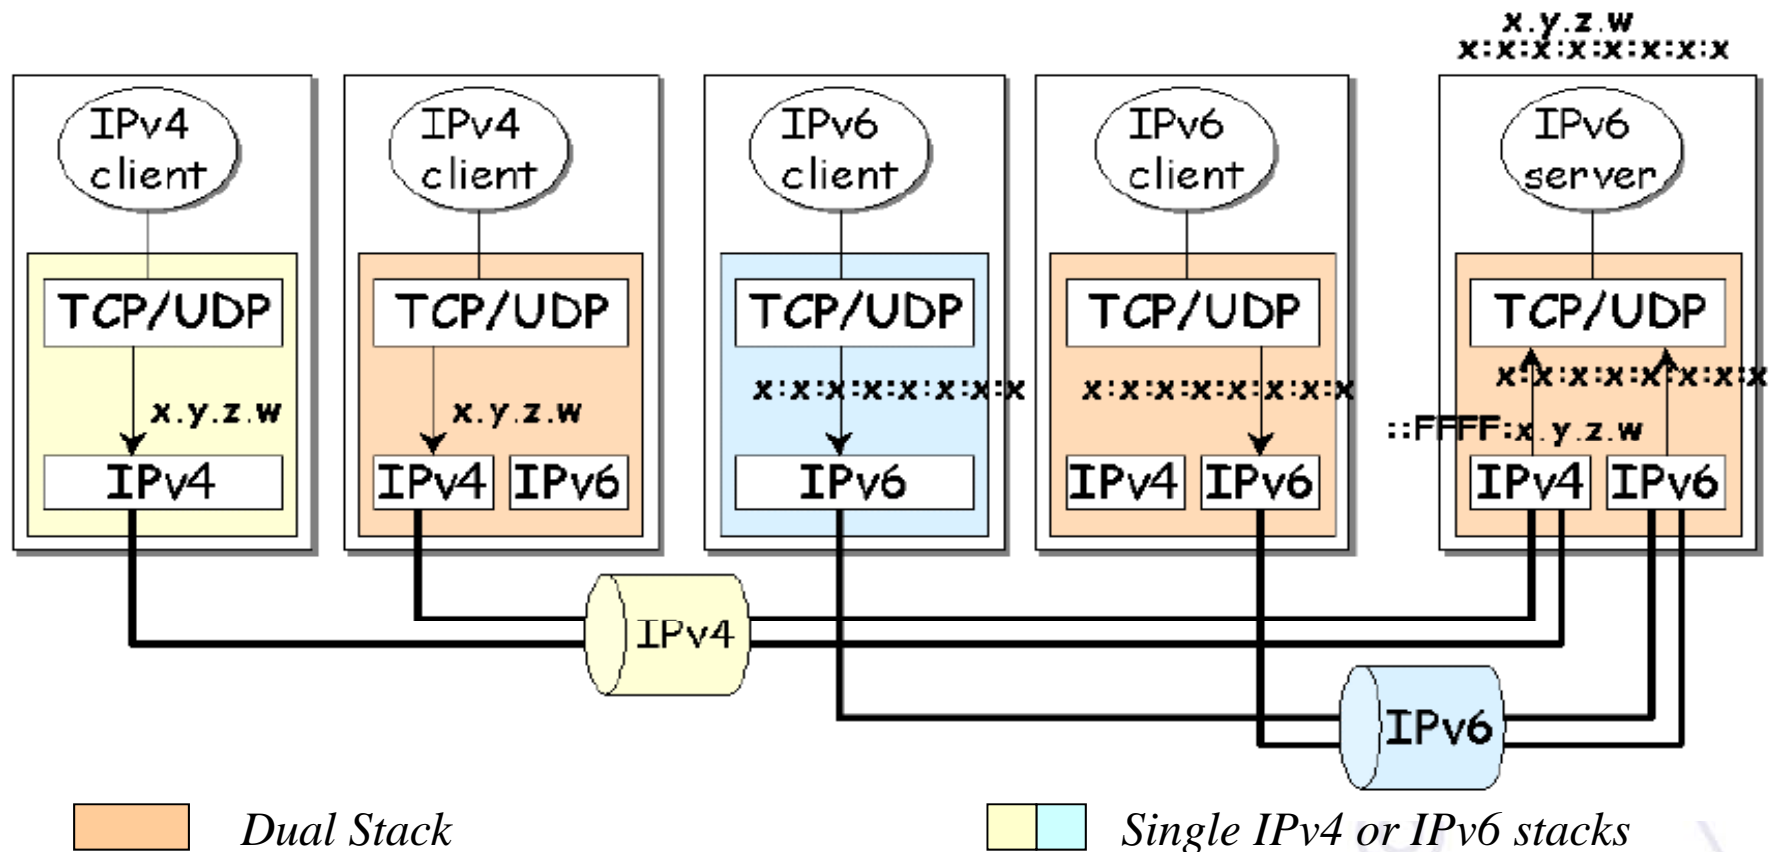 x.y.z.w
x:x:x:x:x:x:x:x
IPv4
client
IPv4
client
IPv6
client
IPv6
client
IPv6
server
TCP/UDP
TCP/UDP
TCP/UDP
TCP/UDP
TCP/UDP
x:x:x:x:x:x:x:x
x:x:x:x:x:x:x:x
x:x:x:x:x:x:x:x
x.y.z.w
x.y.z.w
::FFFF:x.y.z.w
IPv4
IPv4
IPv6
IPv6
IPv4
IPv6
IPv4
IPv6
IPv4
IPv6
Dual Stack
Single IPv4 or IPv6 stacks